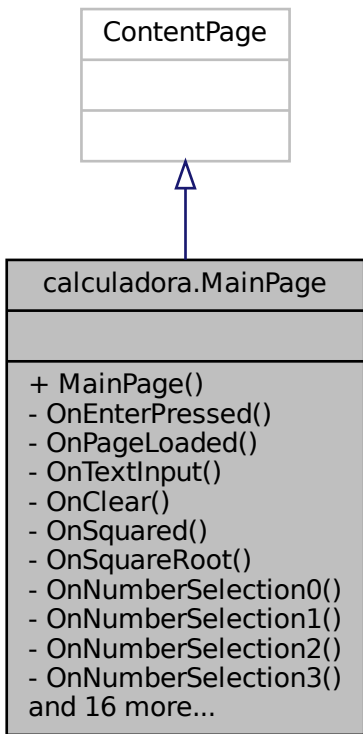 ContentPage
calculadora.MainPage
+ MainPage()
- OnEnterPressed()
- OnPageLoaded()
- OnTextInput()
- OnClear()
- OnSquared()
- OnSquareRoot()
- OnNumberSelection0()
- OnNumberSelection1()
- OnNumberSelection2()
- OnNumberSelection3()
and 16 more...